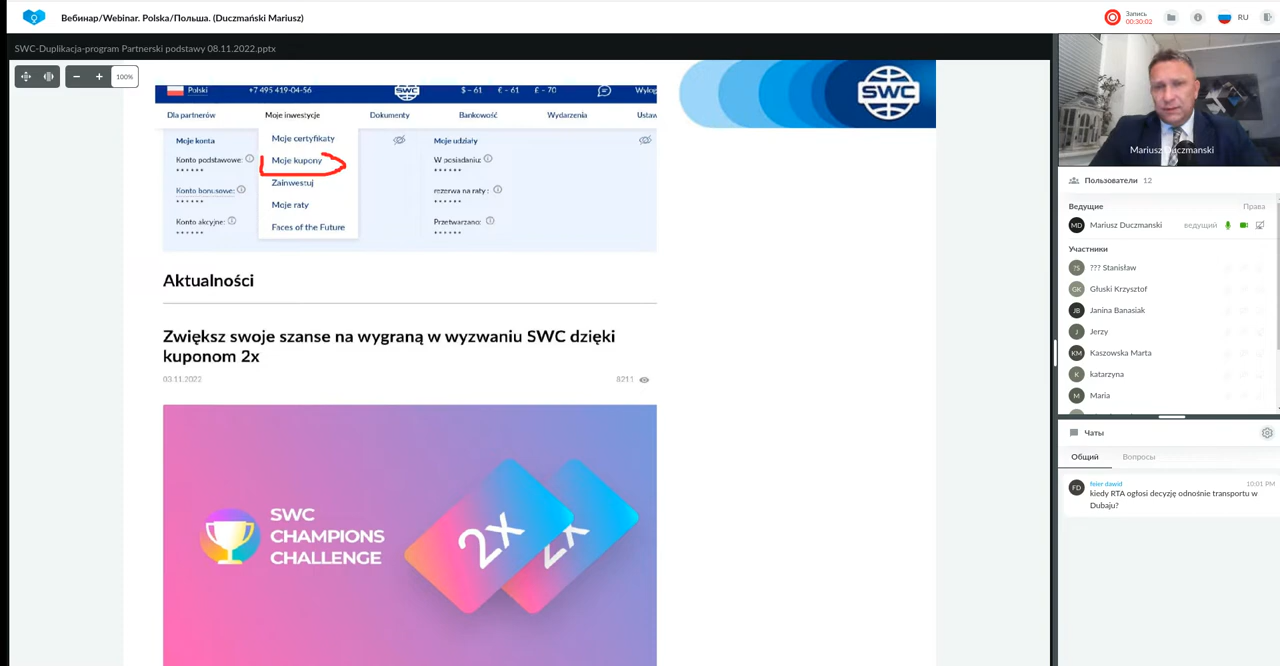 Вебинар/Webinar. Polska/Польша. (Duczmański Mariusz)
Запись
00:30:02
RU
SWC-Duplikacja-program Partnerski podstawy 08.11.2022.pptx
100%
Polski
+7 495 419-04-56
SWC
$ – 61
€ – 61
£ – 70
Wylog
Dla partnerów
Moje inwestycje
Dokumenty
Bankowość
Wydarzenia
Ustaw
Moje konta
Konto podstawowe:
******
Konto bonusowe:
******
Konto akcyjne:
******
Moje certyfikaty
Moje kupony
Zainwestuj
Moje raty
Faces of the Future
Moje udziały
W posiadaniu:
******
rezerwa na raty :
******
Przetwarzano:
******
SWC
Aktualności
Zwiększ swoje szanse na wygraną w wyzwaniu SWC dzięki
kuponom 2x
03.11.2022
8211
SWC
CHAMPIONS
CHALLENGE
2x
2x
Mariusz Duczmanski
Пользователи 12
Ведущие
Права
MD
Mariusz Duczmanski
ведущий
Участники
?S
??? Stanisław
GK
Głuski Krzysztof
JB
Janina Banasiak
J
Jerzy
KM
Kaszowska Marta
K
katarzyna
M
Maria
Чаты
Общий
Вопросы
FD
feier dawid
10:01 PM
kiedy RTA ogłosi decyzję odnośnie transportu w
Dubaju?